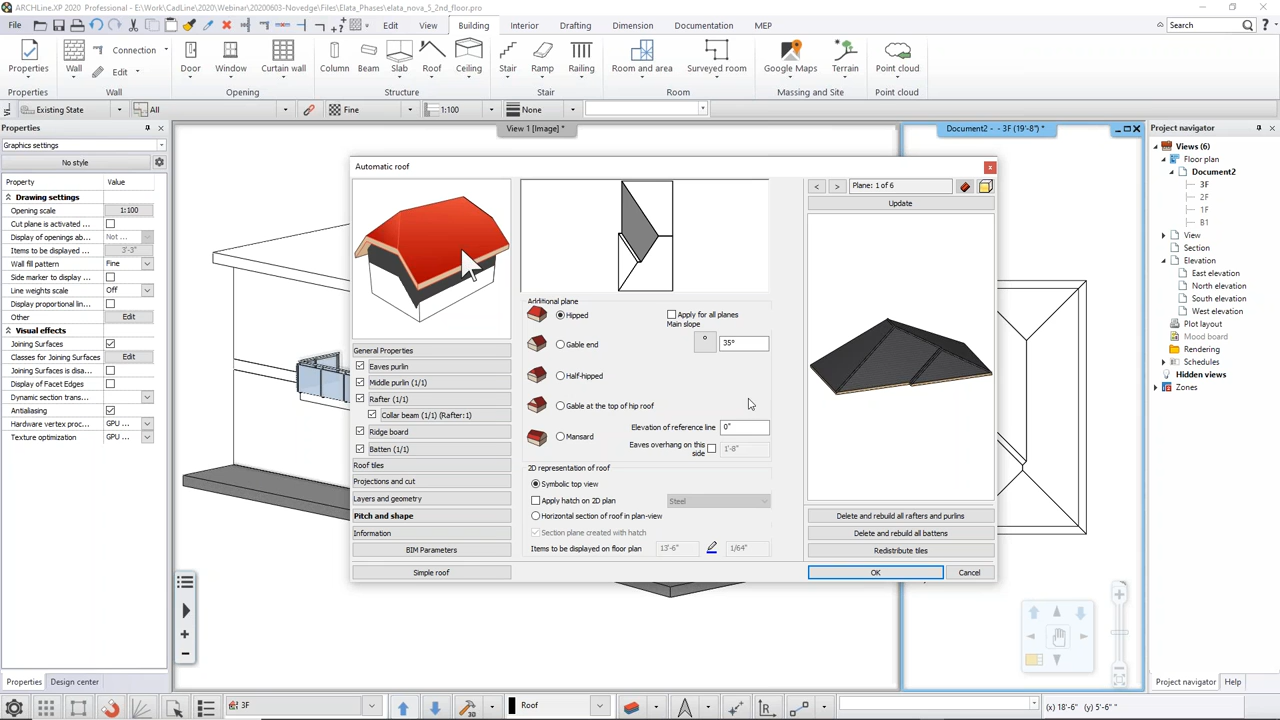 ARCHLine.XP 2020 Professional - E:\Work\CadLine\Webinar\20200603-Novedge\Files\Elata_Phases\elata_nova_5_2nd_floor.pro
File Edit View Building Interior Drafting Dimension Documentation MEP Search
Properties Wall Connection Edit Door Window Curtain wall Column Beam Slab Roof Ceiling Stair Ramp Railing Room and area Surveyed room Google Maps Terrain Point cloud
Properties Wall Opening Structure Stair Room Massing and Site Point cloud
Existing State All Fine 1:100 None
Properties
Graphics settings
No style
Property Value
Drawing settings
Opening scale 1:100
Cut plane is activated ...
Display of openings ab... Not ...
Items to be displayed ... 3'-3"
Wall fill pattern Fine
Side marker to display ...
Line weights scale Off
Display proportional lin...
Other Edit
Visual effects
Joining Surfaces
Classes for Joining Surfaces Edit
Joining Surfaces is disa...
Display of Facet Edges
Dynamic section trans...
Antialiasing
Hardware vertex proc... GPU ...
Texture optimization GPU ...
Properties Design center
View 1 [Image] *
Document2 - - 3F (19'-8") *
Automatic roof
General Properties
Eaves purlin
Middle purlin (1/1)
Rafter (1/1)
Collar beam (1/1) (Rafter:1)
Ridge board
Batten (1/1)
Roof tiles
Projections and cut
Layers and geometry
Pitch and shape
Information
BIM Parameters
Simple roof
Additional plane
Hipped
Apply for all planes
Main slope
35°
Gable end
Half-hipped
Gable at the top of hip roof
Mansard
Elevation of reference line 0"
Eaves overhang on this side 1'-8"
2D representation of roof
Symbolic top view
Apply hatch on 2D plan Steel
Horizontal section of roof in plan-view
Section plane created with hatch
Items to be displayed on floor plan 13'-6" 1/64"
< > Plane: 1 of 6
Update
Delete and rebuild all rafters and purlins
Delete and rebuild all battens
Redistribute tiles
OK Cancel
Project navigator
Views (6)
Floor plan
Document2
3F
2F
1F
B1
View
Section
Elevation
East elevation
North elevation
South elevation
West elevation
Plot layout
Mood board
Rendering
Schedules
Hidden views
Zones
Project navigator Help
3F
Roof
(x) 18'-6" (y) 5'-6"